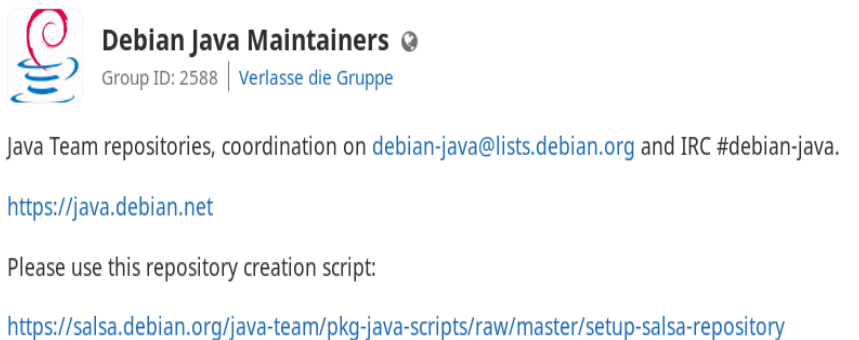 Debian Java Maintainers
Group ID: 2588 Verlasse die Gruppe
Java Team repositories, coordination on debian-java@lists.debian.org and IRC #debian-java.
https://java.debian.net
Please use this repository creation script:
https://salsa.debian.org/java-team/pkg-java-scripts/raw/master/setup-salsa-repository